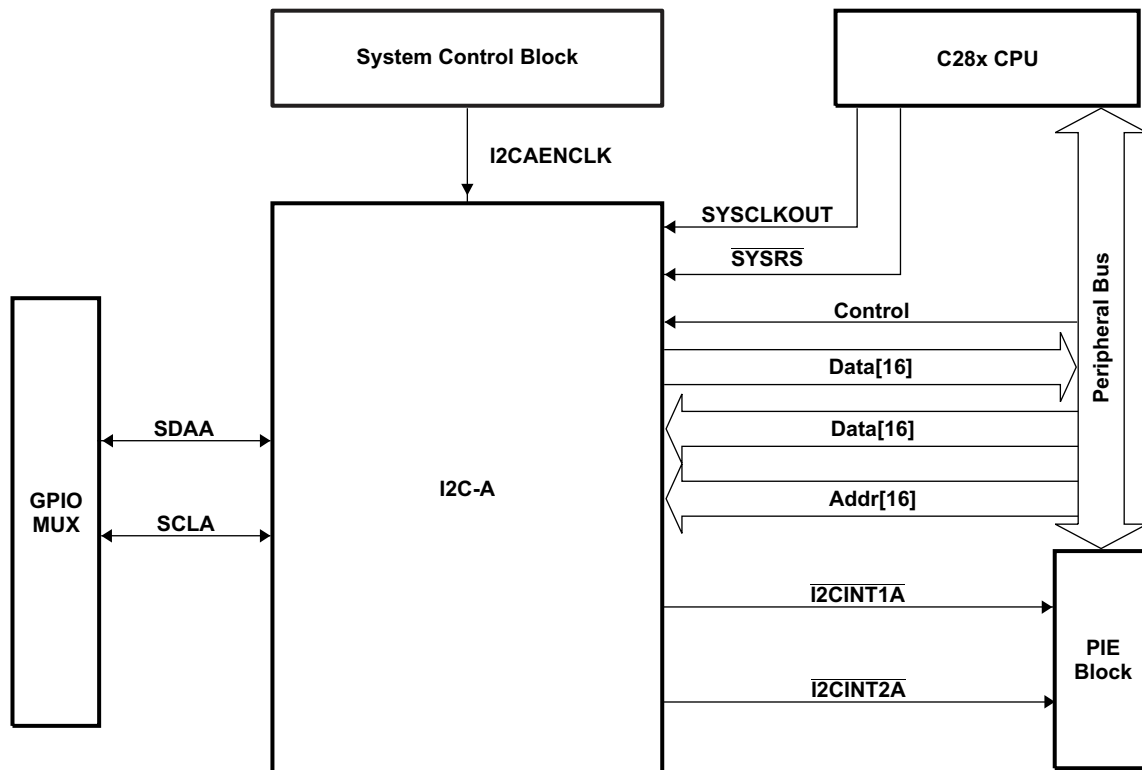 System Control Block
C28x CPU
I2CAENCLK
SYSCLKOUT
SYSRS
Control
Data[16]
Data[16]
Addr[16]
Peripheral Bus
SDAA
SCLA
GPIO
MUX
I2C-A
I2CINT1A
I2CINT2A
PIE
Block